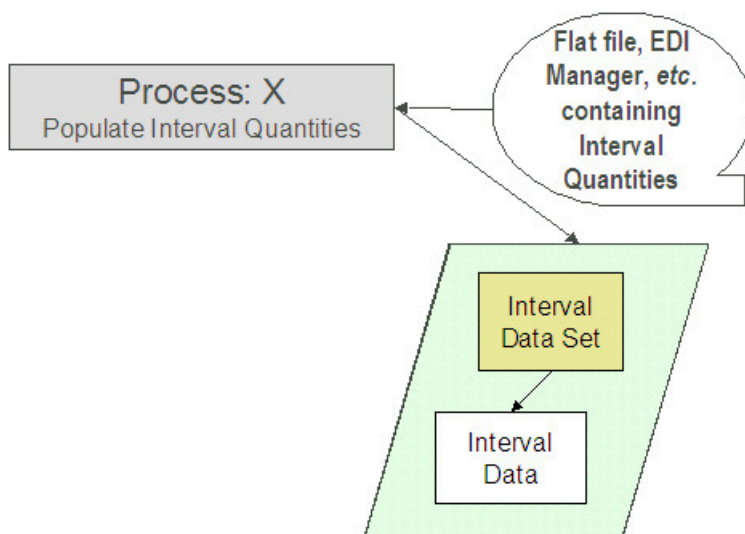 Process: X
Populate Interval Quantities
Flat file, EDI
Manager, etc.
containing
Interval
Quantities
Interval
Data Set
Interval
Data